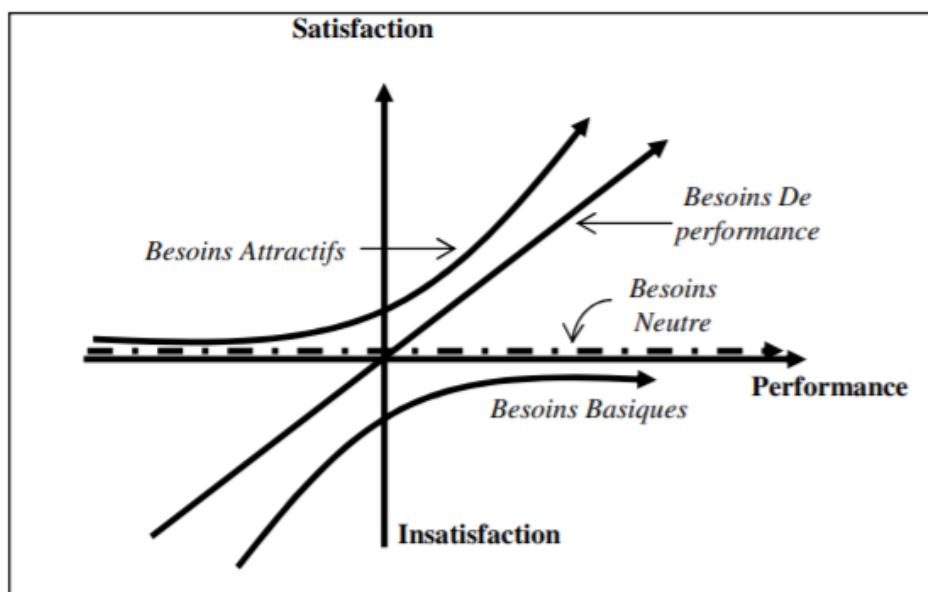 Satisfaction
Besoins De
performance
Besoins Attractifs
Besoins
Neutre
Performance
Besoins Basiques
Insatisfaction